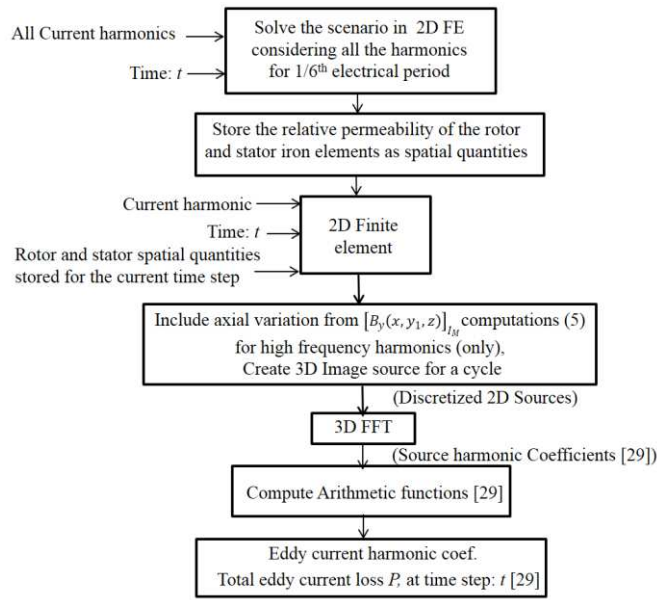 All Current harmonics
Time: t
Solve the scenario in 2D FE
considering all the harmonics
for 1/6th electrical period
Store the relative permeability of the rotor
and stator iron elements as spatial quantities
Current harmonic
Time: t
Rotor and stator spatial quantities
stored for the current time step
2D Finite
element
Include axial variation from [B_y(x, y_1, z)]_{I_M} computations (5)
for high frequency harmonics (only),
Create 3D Image source for a cycle
(Discretized 2D Sources)
3D FFT
(Source harmonic Coefficients [29])
Compute Arithmetic functions [29]
Eddy current harmonic coef.
Total eddy current loss P, at time step: t [29]